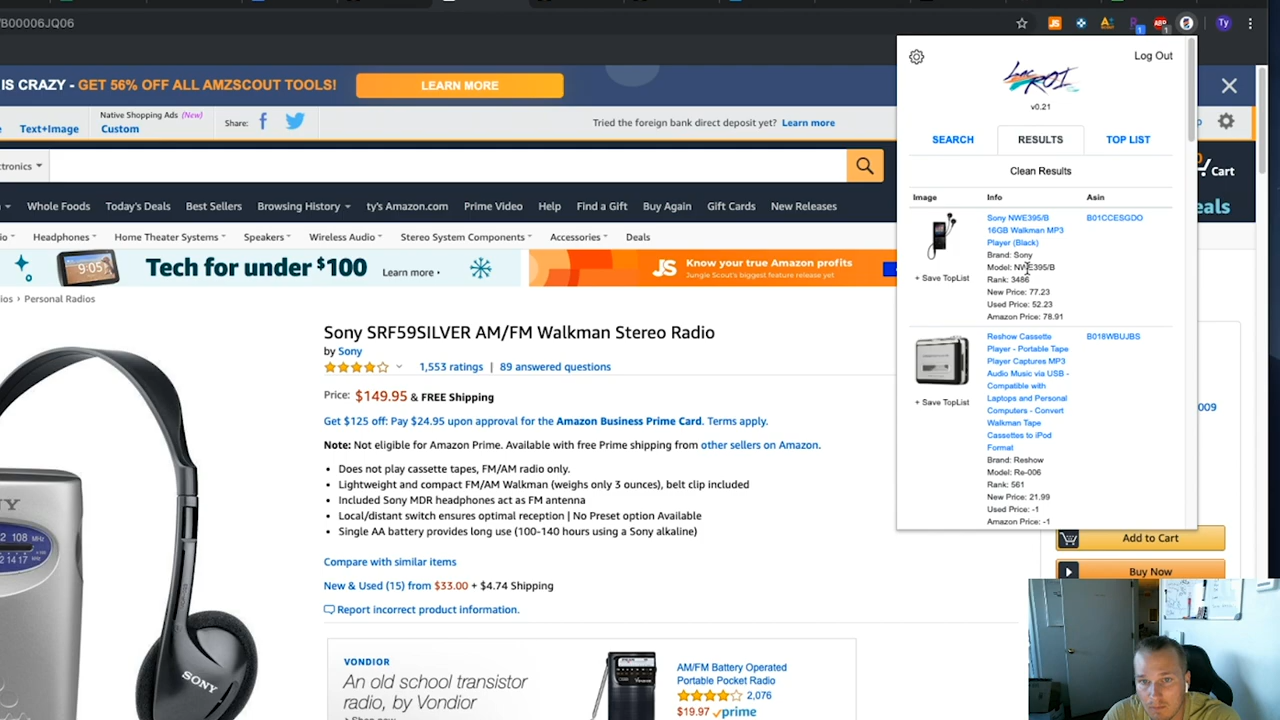 B00006JQ06
Ty
IS CRAZY - GET 56% OFF ALL AMZSCOUT TOOLS!
LEARN MORE
Text+Image
Native Shopping Ads (New)
Custom
Share:
Tried the foreign bank direct deposit yet? Learn more
Cart
Whole Foods
Today's Deals
Best Sellers
Browsing History
ty's Amazon.com
Prime Video
Help
Find a Gift
Buy Again
Gift Cards
New Releases
Headphones
Home Theater Systems
Speakers
Wireless Audio
Stereo System Components
Accessories
Deals
9:05
Tech for under $100
Learn more
JS
Know your true Amazon profits
Jungle Scout's biggest feature release yet
Personal Radios
Sony SRF59SILVER AM/FM Walkman Stereo Radio
by Sony
1,553 ratings | 89 answered questions
Price: $149.95 & FREE Shipping
Get $125 off: Pay $24.95 upon approval for the Amazon Business Prime Card. Terms apply.
Note: Not eligible for Amazon Prime. Available with free Prime shipping from other sellers on Amazon.
• Does not play cassette tapes, FM/AM radio only.
• Lightweight and compact FM/AM Walkman (weighs only 3 ounces), belt clip included
• Included Sony MDR headphones act as FM antenna
• Local/distant switch ensures optimal reception | No Preset option Available
• Single AA battery provides long use (100-140 hours using a Sony alkaline)
Compare with similar items
New & Used (15) from $33.00 + $4.74 Shipping
Report incorrect product information.
VONDIOR
An old school transistor
radio, by Vondior
AM/FM Battery Operated
Portable Pocket Radio
2,076
$19.97 prime
SONY
Log Out
ROI
v0.21
SEARCH
RESULTS
TOP LIST
Clean Results
Image
Info
Asin
Sony NWE395/B
16GB Walkman MP3
Player (Black)
Brand: Sony
Model: NWE395/B
Rank: 3486
New Price: 77.23
Used Price: 52.23
Amazon Price: 78.91
B01CCESGDO
+ Save TopList
Reshow Cassette
Player - Portable Tape
Player Captures MP3
Audio Music via USB -
Compatible with
Laptops and Personal
Computers - Convert
Walkman Tape
Cassettes to iPod
Format
Brand: Reshow
Model: Re-006
Rank: 561
New Price: 21.99
Used Price: -1
Amazon Price: -1
B018WBUJBS
+ Save TopList
Add to Cart
Buy Now